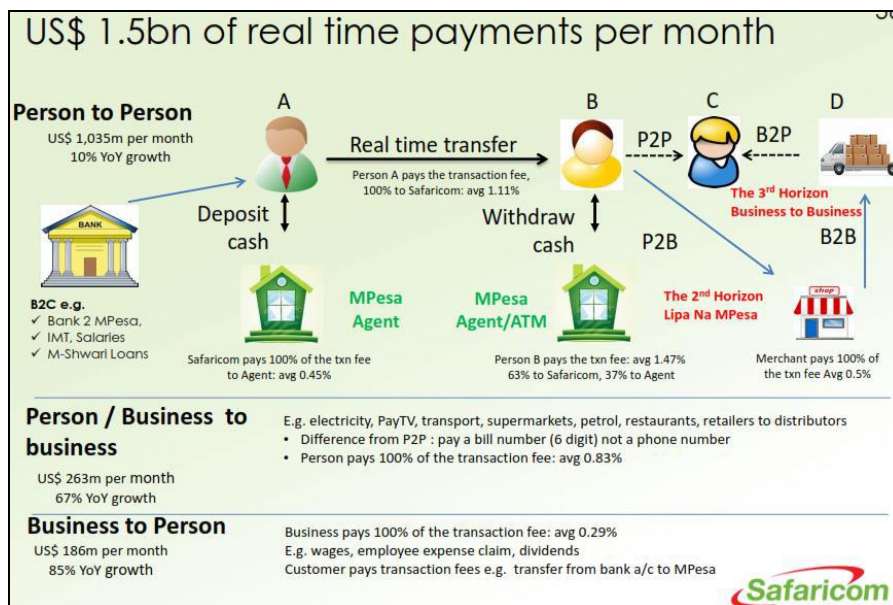 US$ 1.5bn of real time payments per month
Person to Person
US$ 1,035m per month
10% YoY growth
A
B
C
D
Real time transfer
Person A pays the transaction fee,
100% to Safaricom: avg 1.11%
P2P
B2P
BANK
Deposit
cash
Withdraw
cash
P2B
The 3rd Horizon
Business to Business
B2B
B2C e.g.
✓ Bank 2 MPesa,
✓ IMT, Salaries
✓ M-Shwari Loans
MPesa
Agent
MPesa
Agent/ATM
The 2nd Horizon
Lipa Na MPesa
shop
Safaricom pays 100% of the txn fee
to Agent: avg 0.45%
Person B pays the txn fee: avg 1.47%
63% to Safaricom, 37% to Agent
Merchant pays 100% of
the txn fee Avg 0.5%
Person / Business to
business
US$ 263m per month
67% YoY growth
E.g. electricity, PayTV, transport, supermarkets, petrol, restaurants, retailers to distributors
• Difference from P2P : pay a bill number (6 digit) not a phone number
• Person pays 100% of the transaction fee: avg 0.83%
Business to Person
US$ 186m per month
85% YoY growth
Business pays 100% of the transaction fee: avg 0.29%
E.g. wages, employee expense claim, dividends
Customer pays transaction fees e.g. transfer from bank a/c to MPesa
Safaricom